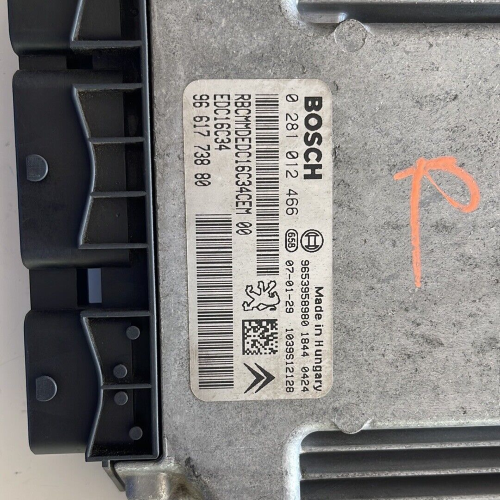 BOSCH
0 281 012 466
RBCMMDEDC16C34CEM 00
EDC16C34
96 617 738 80
655
Made in Hungary
9653958980 1844 0424
07-01-29 1039S12128
R